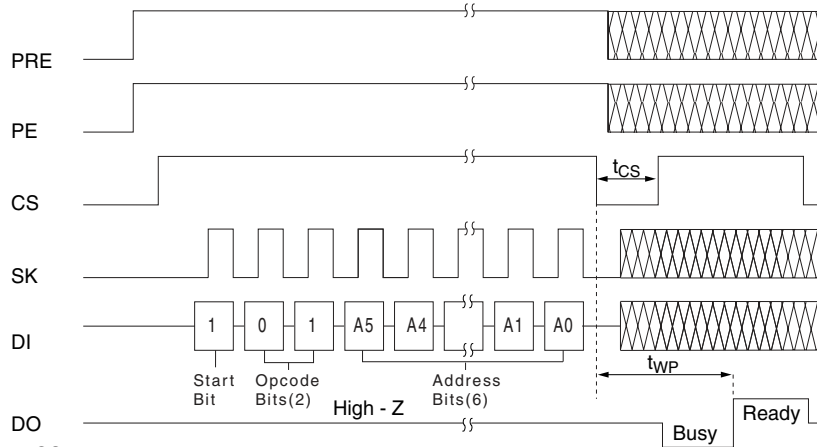 PRE
PE
CS
tCS
SK
DI
1 0 1 A5 A4 A1 A0
Start Bit
Opcode Bits(2)
Address Bits(6)
tWP
High - Z
DO
Busy
Ready